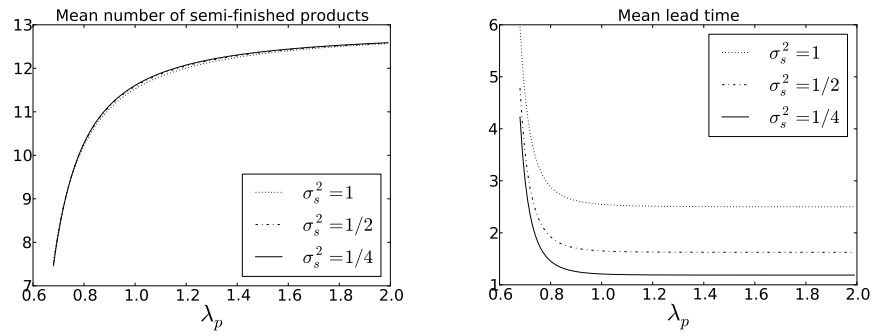 Mean number of semi-finished products
13
12
11
10
9
8
7
0.6 0.8 1.0 1.2 1.4 1.6 1.8 2.0
λp
σs²=1
σs²=1/2
σs²=1/4
Mean lead time
6
5
4
3
2
1
0.6 0.8 1.0 1.2 1.4 1.6 1.8 2.0
λp
σs²=1
σs²=1/2
σs²=1/4